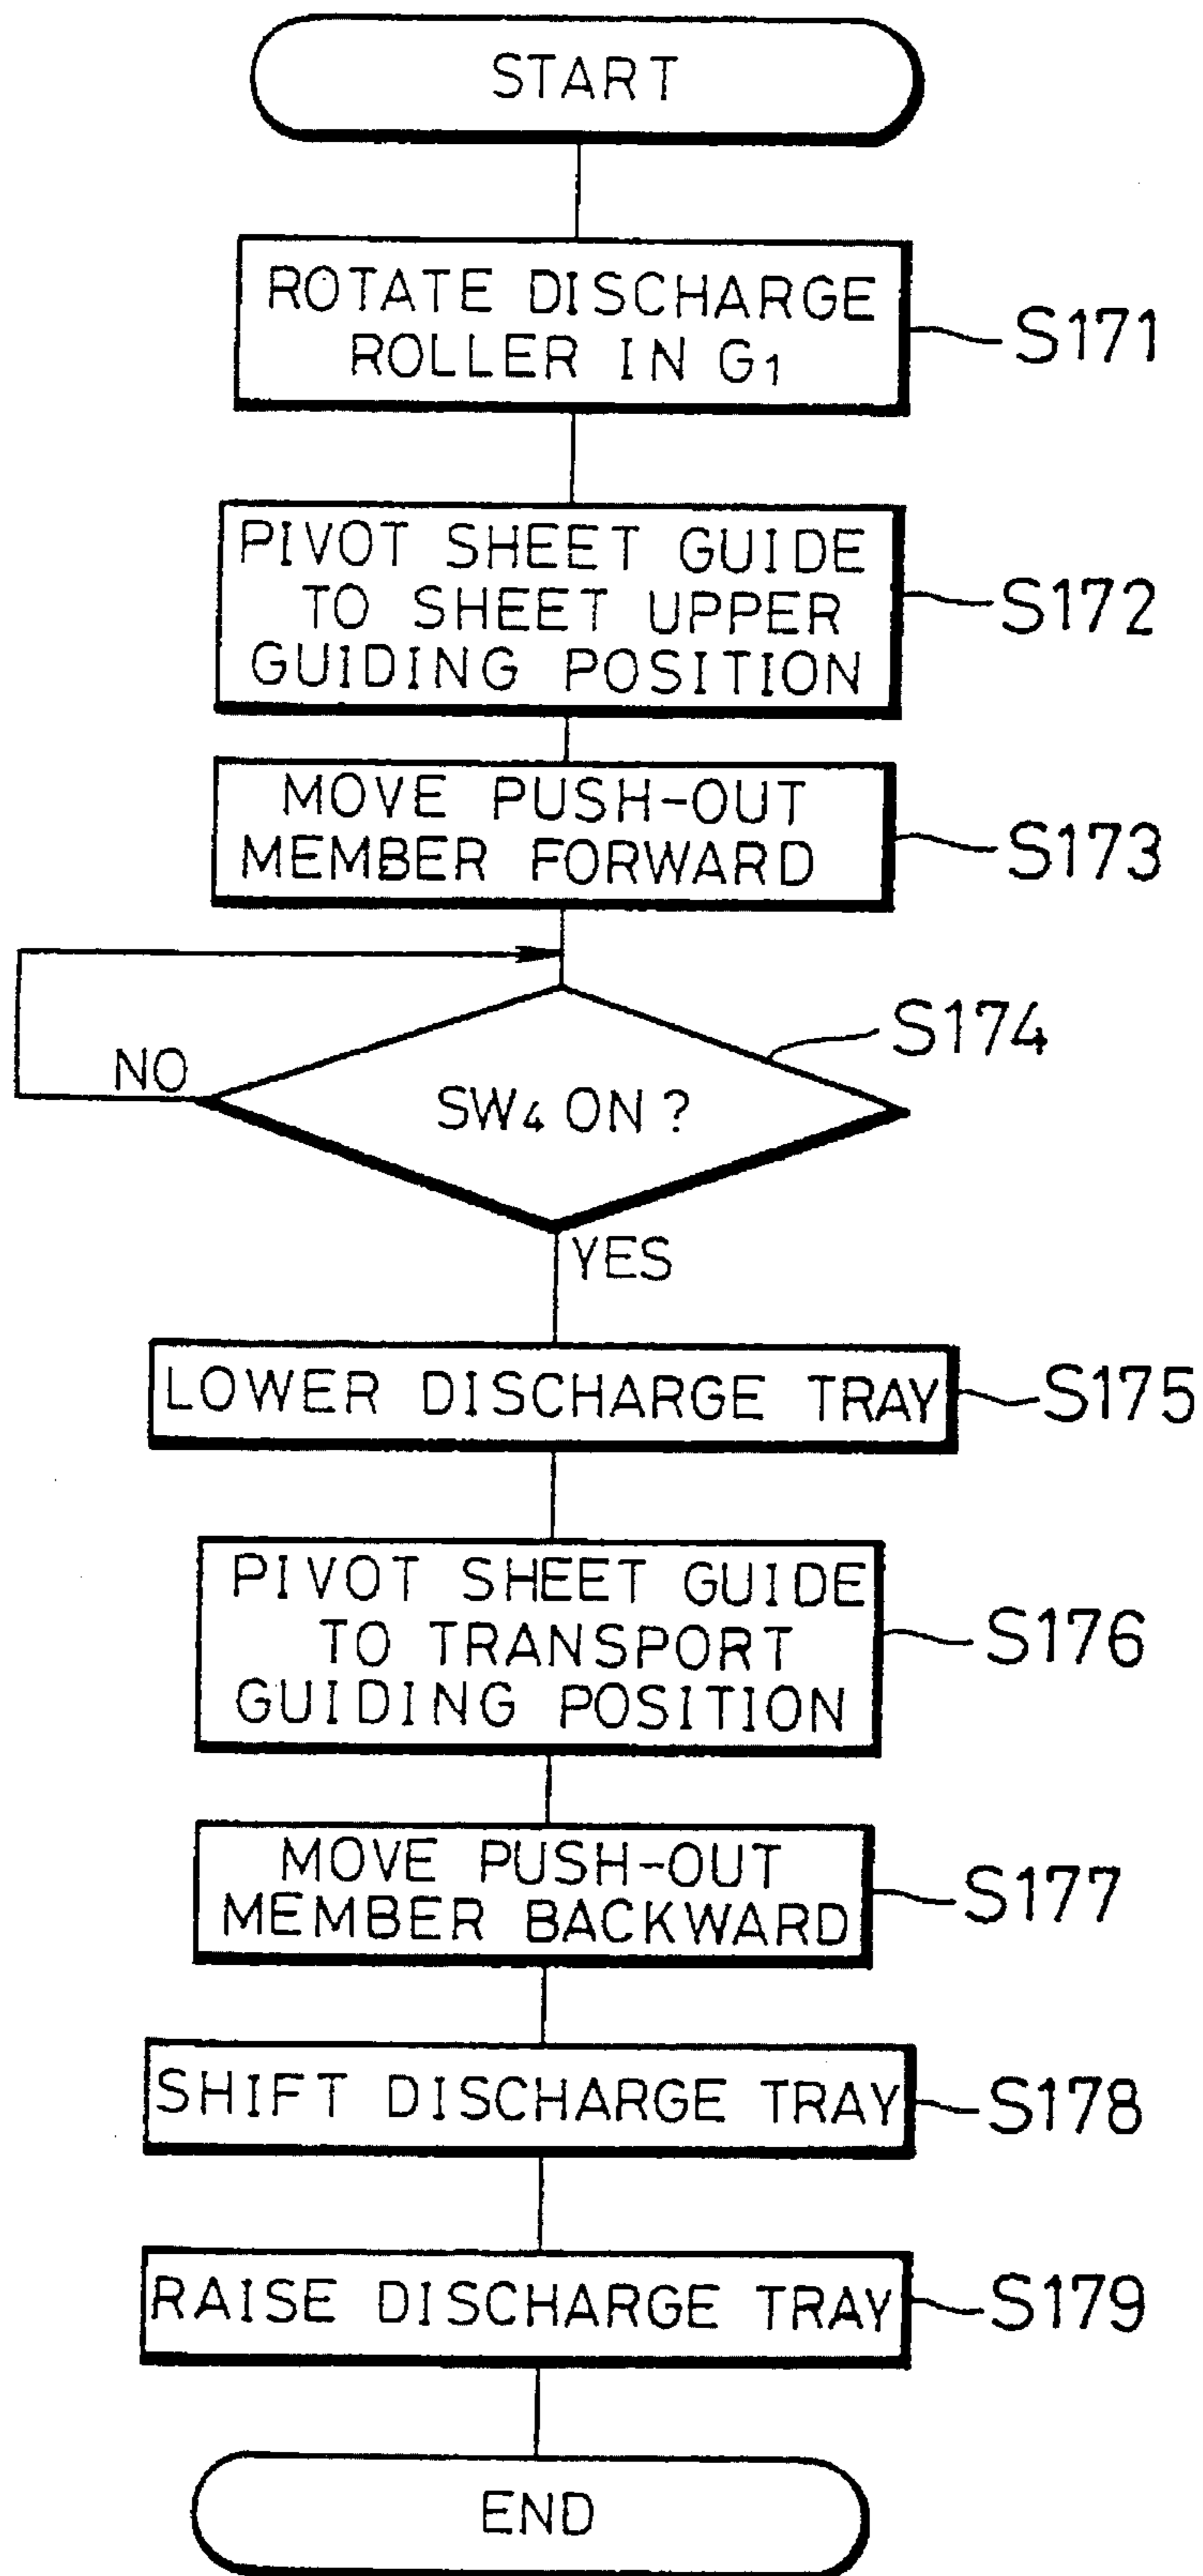 START
ROTATE DISCHARGE
ROLLER IN G1
S171
PIVOT SHEET GUIDE
TO SHEET UPPER
GUIDING POSITION
S172
MOVE PUSH-OUT
MEMBER FORWARD
S173
S174
NO
SW4 ON?
YES
LOWER DISCHARGE TRAY
S175
PIVOT SHEET GUIDE
TO TRANSPORT
GUIDING POSITION
S176
MOVE PUSH-OUT
MEMBER BACKWARD
S177
SHIFT DISCHARGE TRAY
S178
RAISE DISCHARGE TRAY
S179
END